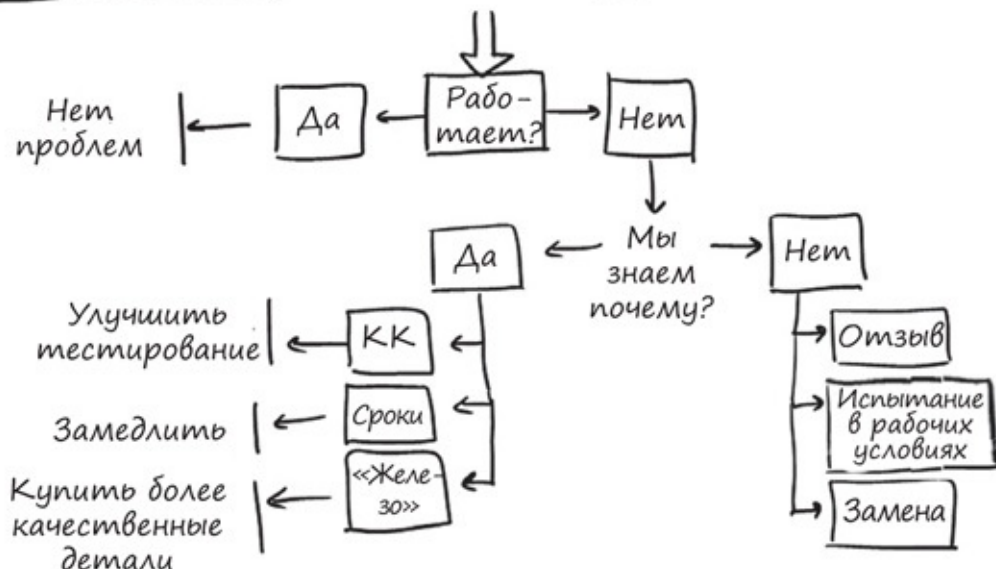 Рабо-
тает?
Да
Нет
Нет
проблем
Мы
знаем
почему?
Да
Нет
КК
Улучшить
тестирование
Сроки
Замедлить
«Желе-
зо»
Купить более
качественные
детали
Отзыв
Испытание
в рабочих
условиях
Замена